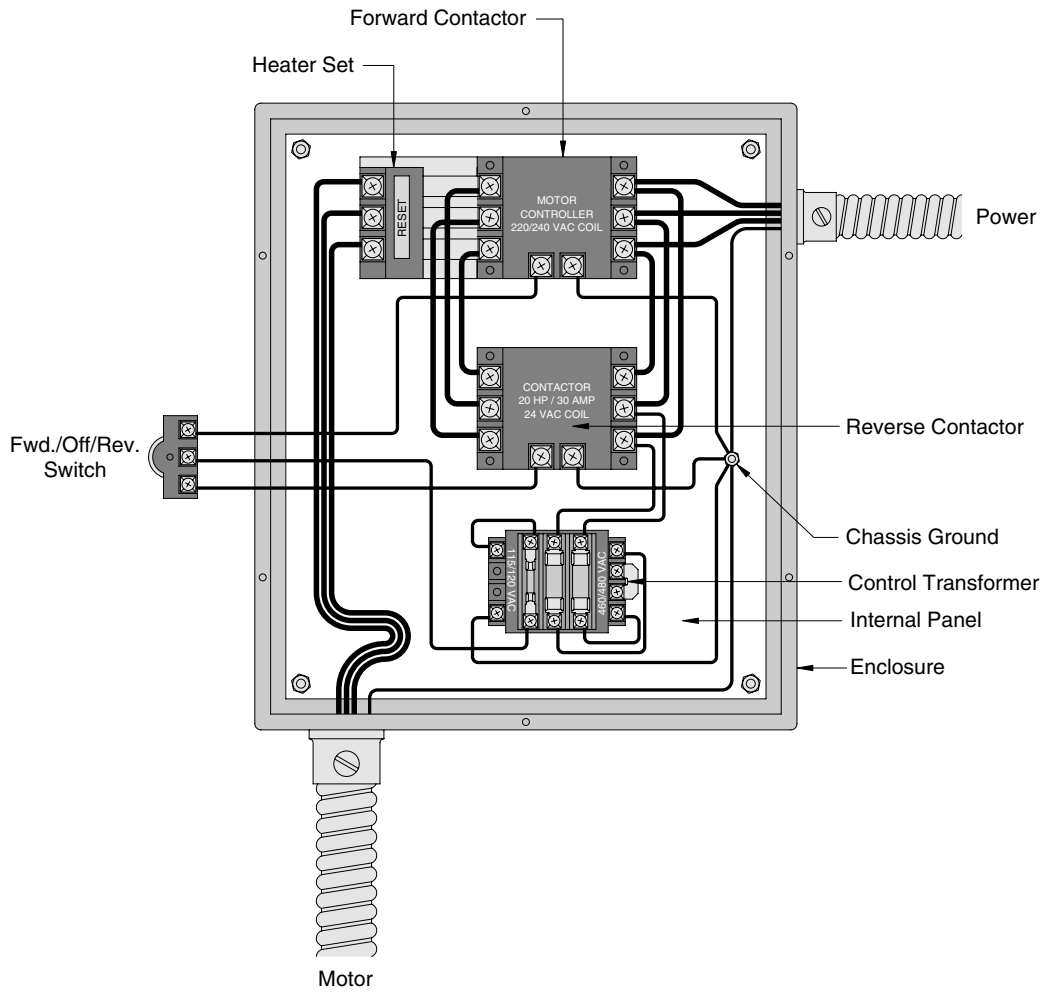 Forward Contactor
Heater Set
RESET
MOTOR
CONTROLLER
220/240 VAC COIL
Power
CONTACTOR
20 HP / 30 AMP
24 VAC COIL
Reverse Contactor
Fwd./Off/Rev.
Switch
Chassis Ground
115/120 VAC
460/480 VAC
Control Transformer
Internal Panel
Enclosure
Motor